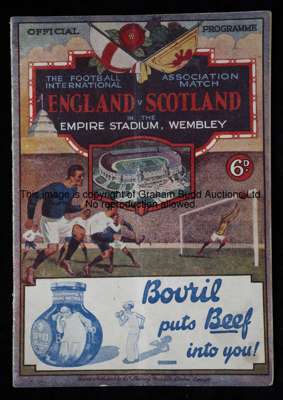 OFFICIAL PROGRAMME
THE FOOTBALL ASSOCIATION
INTERNATIONAL MATCH
ENGLAND v SCOTLAND
IN THE
EMPIRE STADIUM, WEMBLEY
6D
This image is copyright of Graham Budd Auctions Ltd
No reproduction allowed.
Bovril
puts Beef
into you!